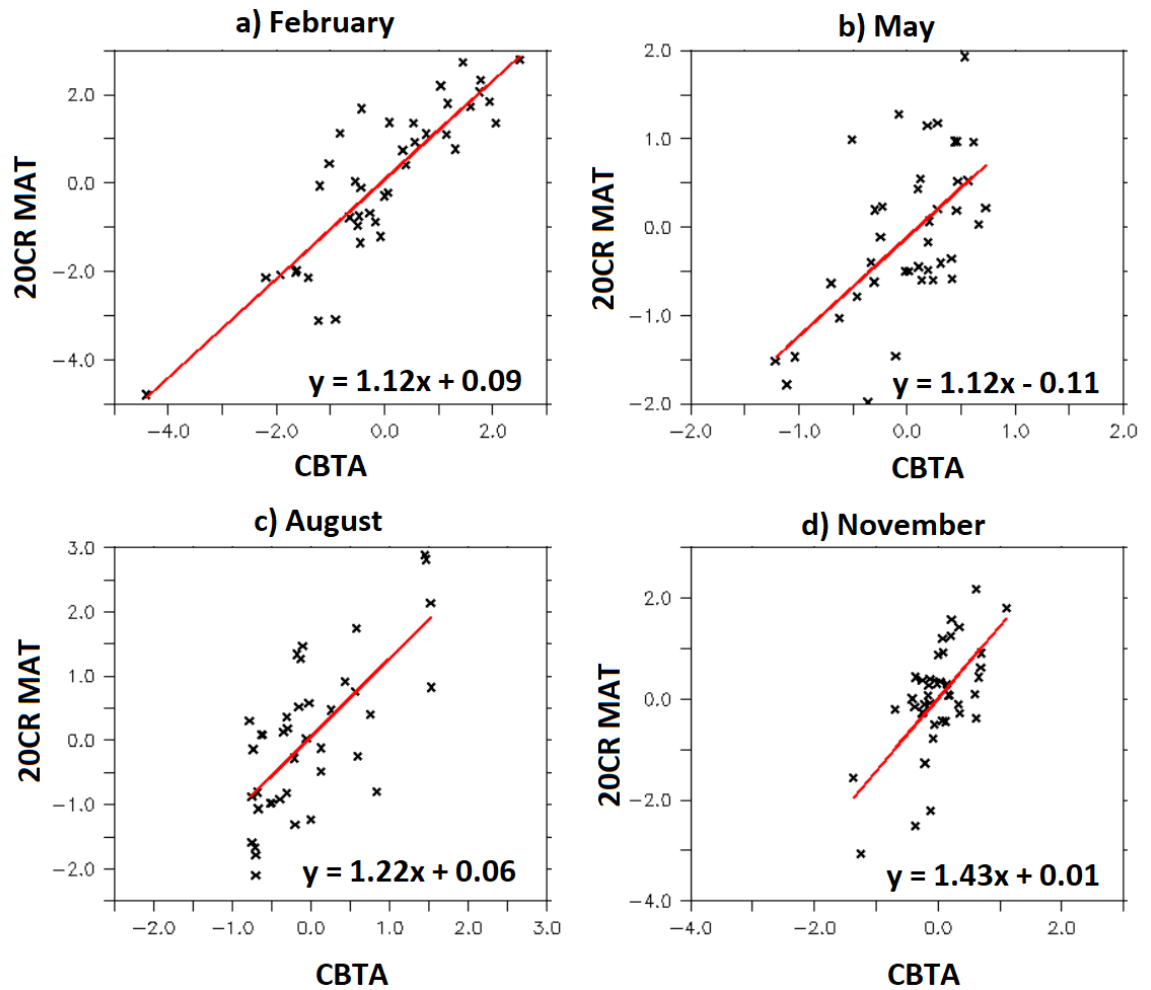 a) February
20CR MAT
2.0
0.0
−2.0
−4.0
y = 1.12x + 0.09
−4.0 −2.0 0.0 2.0
CBTA
b) May
20CR MAT
2.0
1.0
0.0
−1.0
−2.0
y = 1.12x - 0.11
−2.0 −1.0 0.0 1.0 2.0
CBTA
c) August
20CR MAT
3.0
2.0
1.0
0.0
−1.0
−2.0
y = 1.22x + 0.06
−2.0 −1.0 0.0 1.0 2.0 3.0
CBTA
d) November
20CR MAT
2.0
0.0
−2.0
−4.0
y = 1.43x + 0.01
−4.0 −2.0 0.0 2.0
CBTA